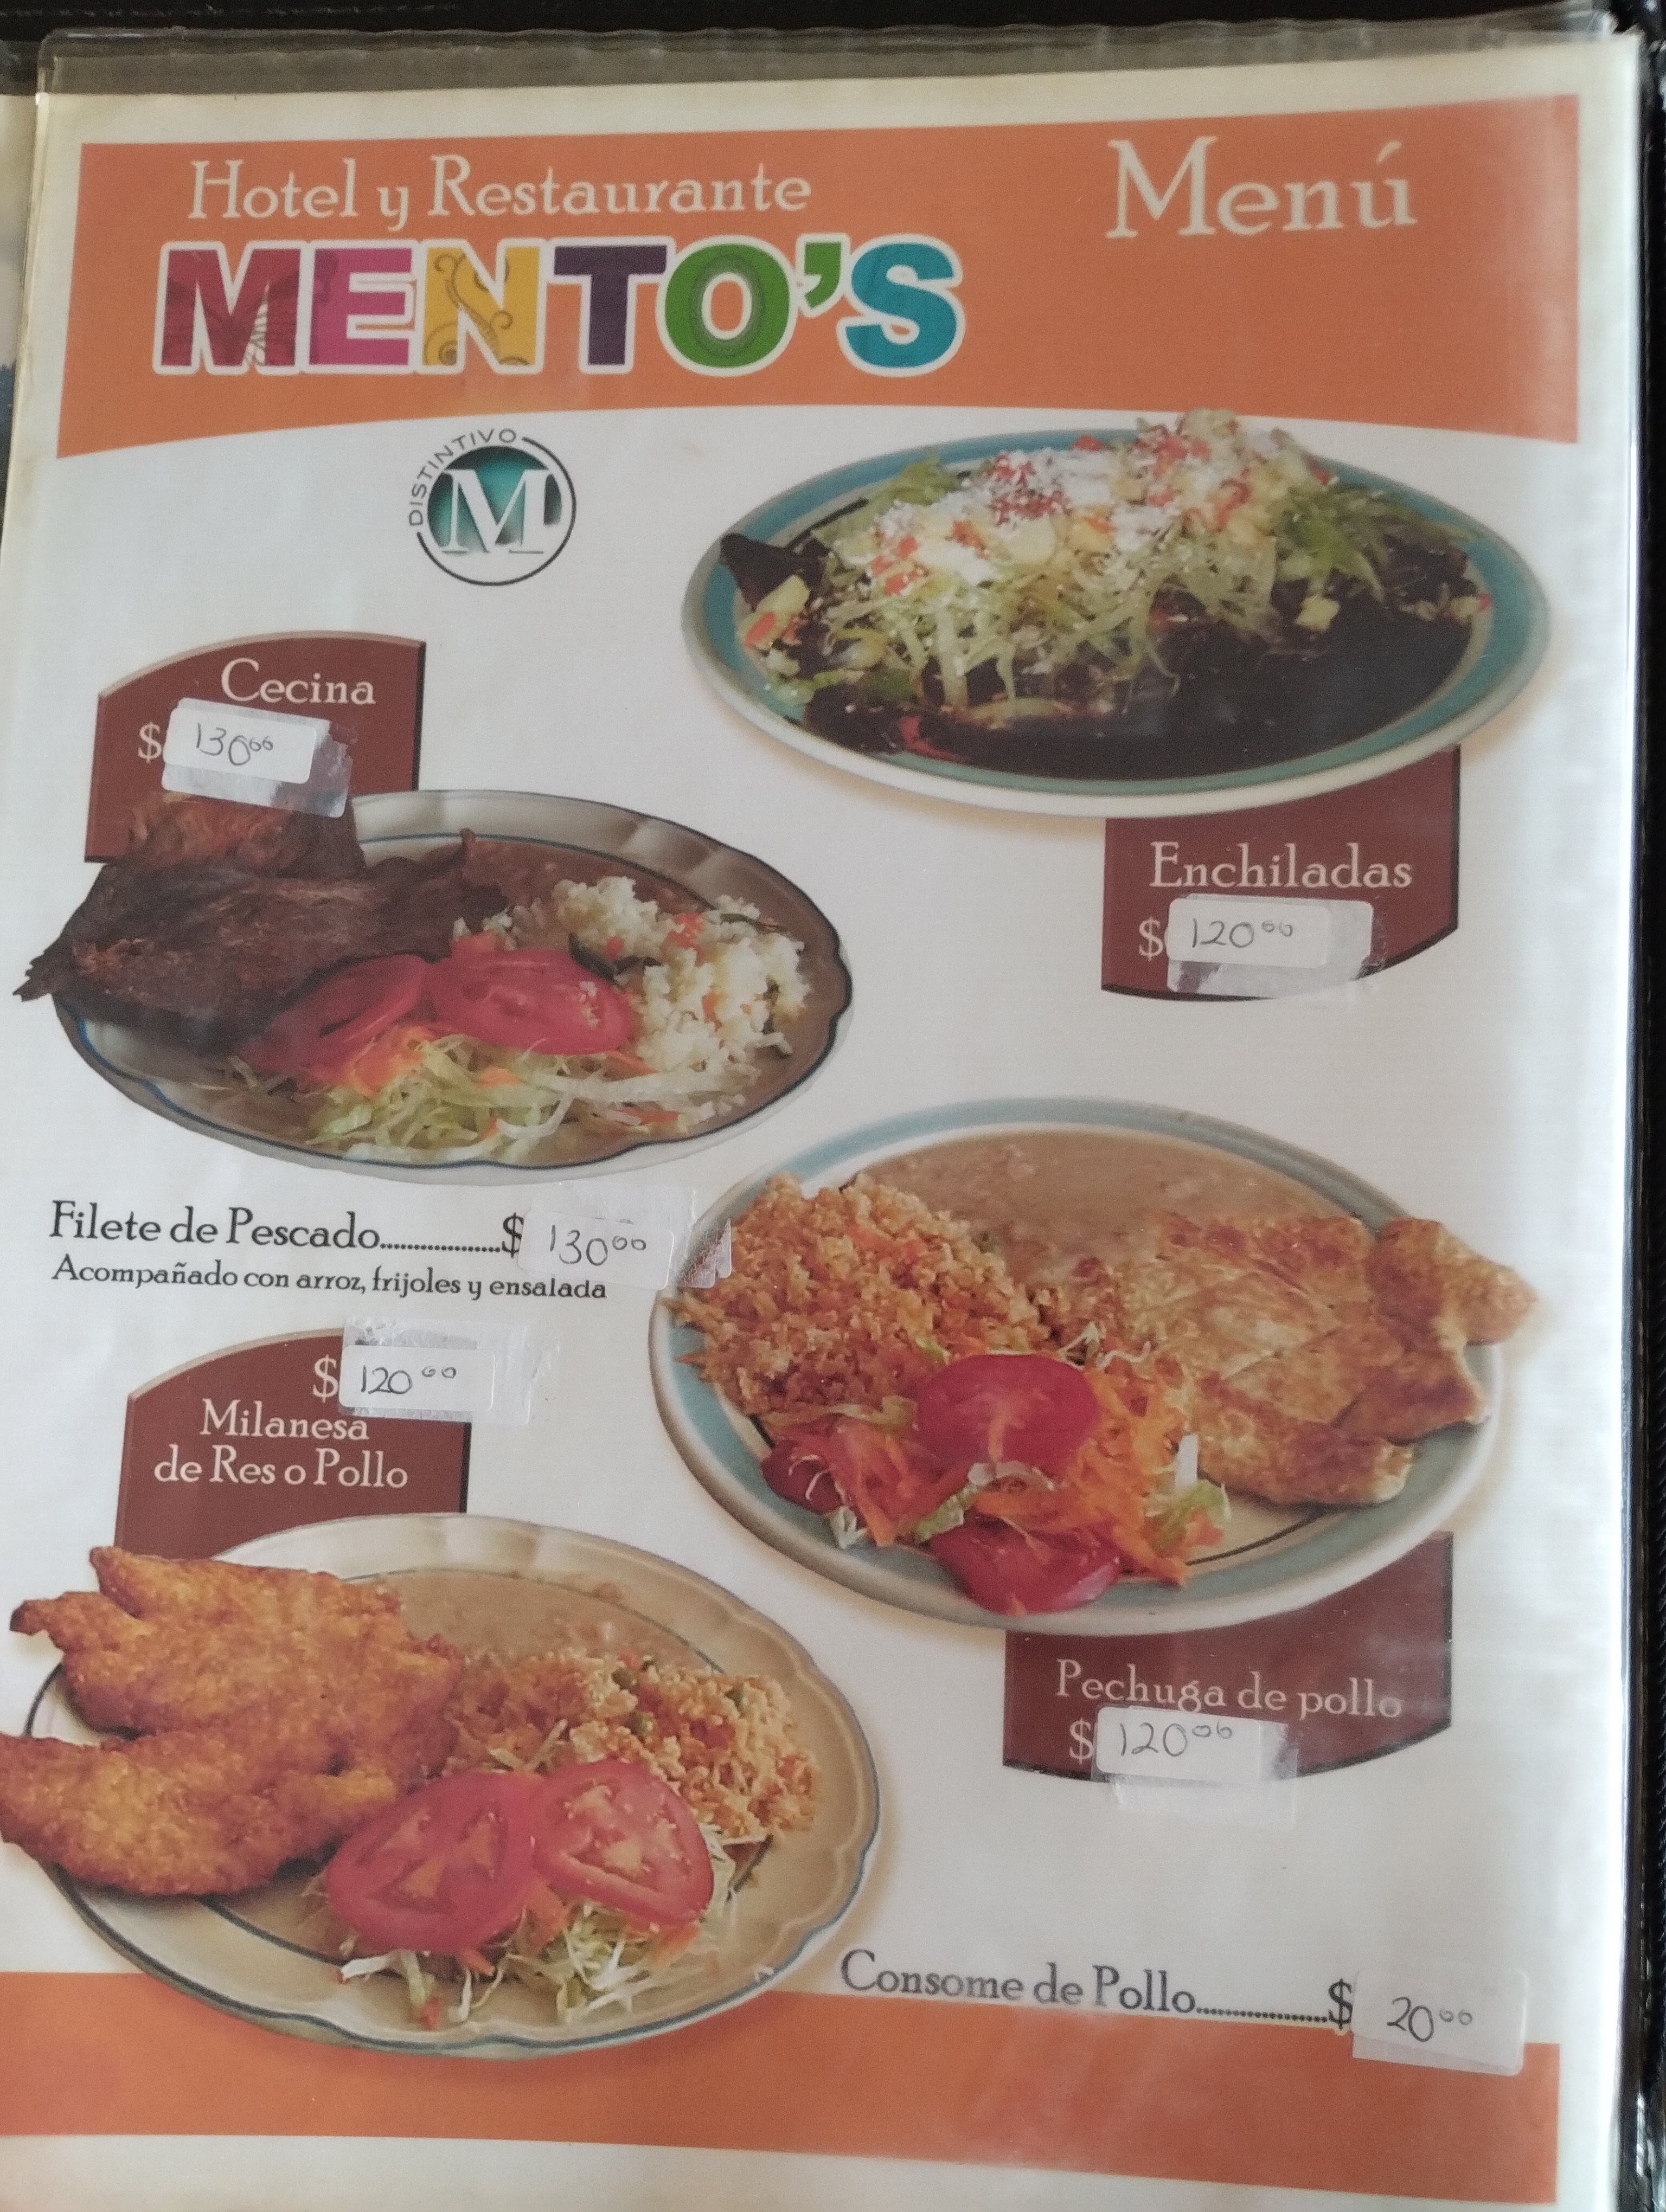 Hotel y Restaurante
MENTO'S
Menú
DISTINTIVO
M
Cecina
$ 130⁰⁰
Enchiladas
$ 120⁰⁰
Filete de Pescado..................$ 130⁰⁰
Acompañado con arroz, frijoles y ensalada
$ 120⁰⁰
Milanesa
de Res o Pollo
Pechuga de pollo
$ 120⁰⁰
Consome de Pollo...................$ 20⁰⁰